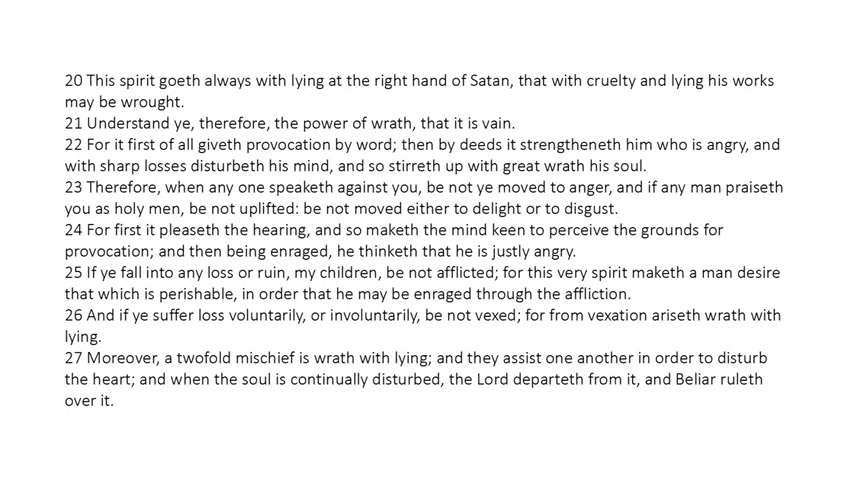 20 This spirit goeth always with lying at the right hand of Satan, that with cruelty and lying his works
may be wrought.
21 Understand ye, therefore, the power of wrath, that it is vain.
22 For it first of all giveth provocation by word; then by deeds it strengtheneth him who is angry, and
with sharp losses disturbeth his mind, and so stirreth up with great wrath his soul.
23 Therefore, when any one speaketh against you, be not ye moved to anger, and if any man praiseth
you as holy men, be not uplifted: be not moved either to delight or to disgust.
24 For first it pleaseth the hearing, and so maketh the mind keen to perceive the grounds for
provocation; and then being enraged, he thinketh that he is justly angry.
25 If ye fall into any loss or ruin, my children, be not afflicted; for this very spirit maketh a man desire
that which is perishable, in order that he may be enraged through the affliction.
26 And if ye suffer loss voluntarily, or involuntarily, be not vexed; for from vexation ariseth wrath with
lying.
27 Moreover, a twofold mischief is wrath with lying; and they assist one another in order to disturb
the heart; and when the soul is continually disturbed, the Lord departeth from it, and Beliar ruleth
over it.